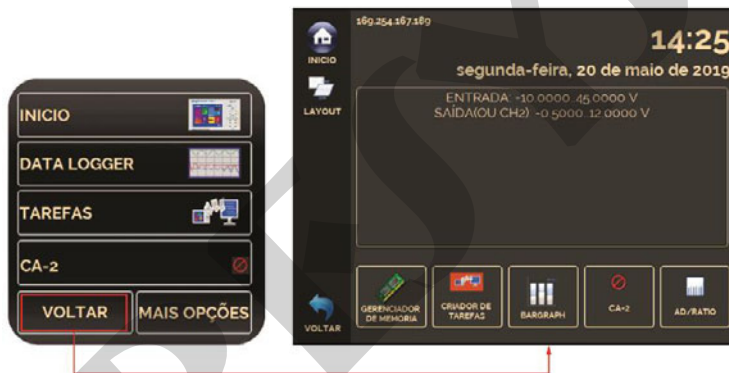 INICIO
DATA LOGGER
TAREFAS
CA-2
VOLTAR
MAIS OPÇÕES
169.254.167.189
INICIO
LAYOUT
VOLTAR
14:25
segunda-feira, 20 de maio de 2019
ENTRADA: -10.0000..45.0000 V
SAÍDA(OU CH2) -0.5000..12.0000 V
GERENCIADOR
DE MEMORIA
CRIADOR DE
TAREFAS
BARGRAPH
CA-2
AD/RATIO